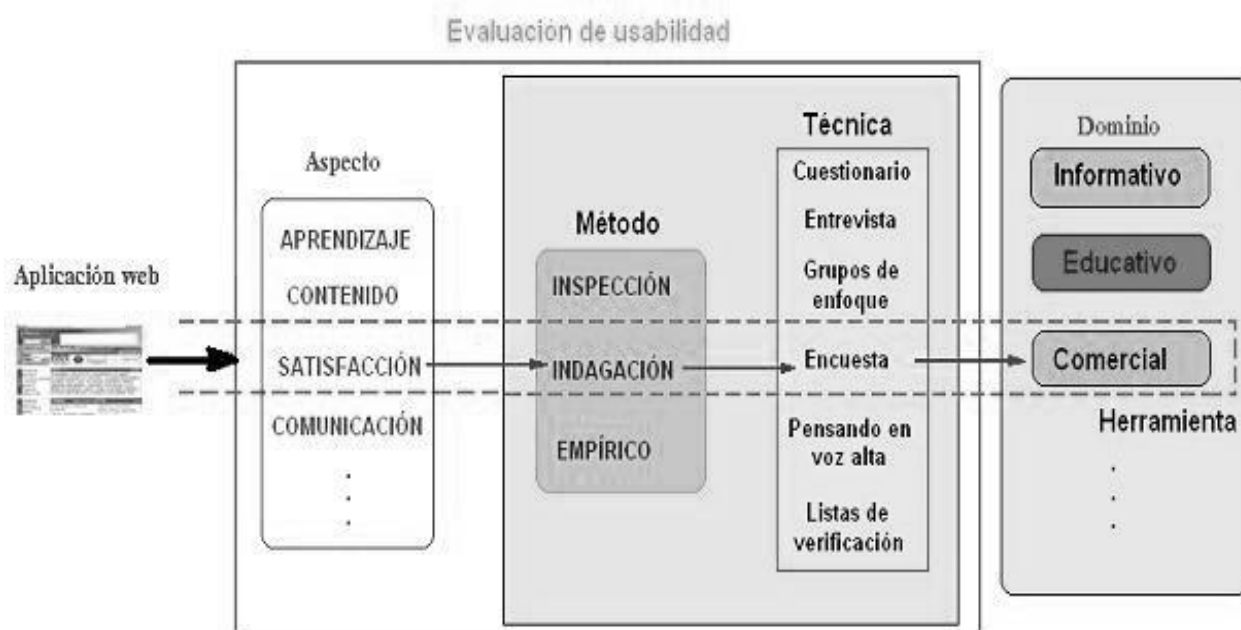 Evaluación de usabilidad
Aplicación web
Aspecto
APRENDIZAJE
CONTENIDO
SATISFACCIÓN
COMUNICACIÓN
.
.
.
Método
INSPECCIÓN
INDAGACIÓN
EMPÍRICO
Técnica
Cuestionario
Entrevista
Grupos de
enfoque
Encuesta
Pensando en
voz alta
Listas de
verificación
Dominio
Informativo
Educativo
Comercial
Herramienta
.
.
.